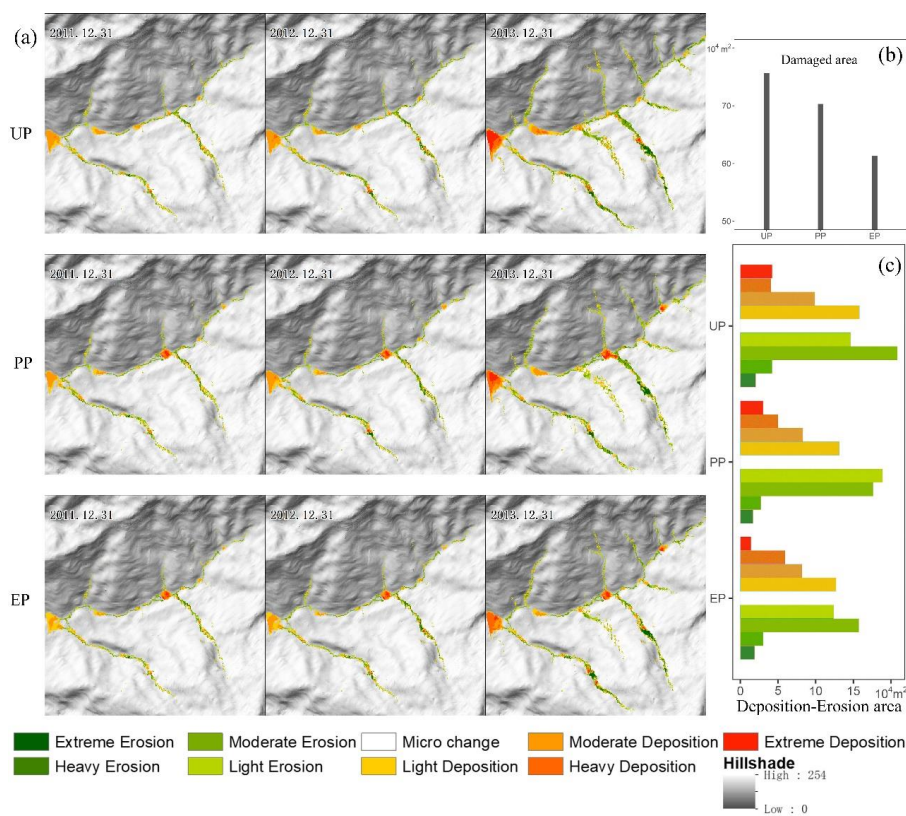 (a)
2011.12.31
2012.12.31
2013.12.31
UP
2011.12.31
2012.12.31
2013.12.31
PP
2011.12.31
2012.12.31
2013.12.31
EP
10⁴ m²
Damaged area
(b)
70
60
50
UP PP EP
(c)
UP
PP
EP
0 5 10 15 10⁴m²
Deposition-Erosion area
Extreme Erosion Moderate Erosion Micro change Moderate Deposition Extreme Deposition
Heavy Erosion Light Erosion Light Deposition Heavy Deposition
Hillshade
High : 254
Low : 0